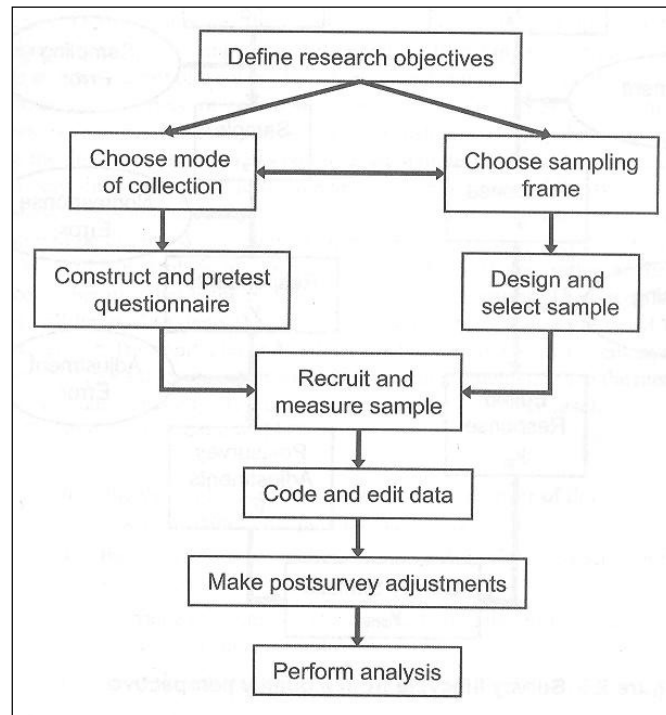 Define research objectives
Choose mode
of collection
Choose sampling
frame
Construct and pretest
questionnaire
Design and
select sample
Recruit and
measure sample
Code and edit data
Make postsurvey adjustments
Perform analysis